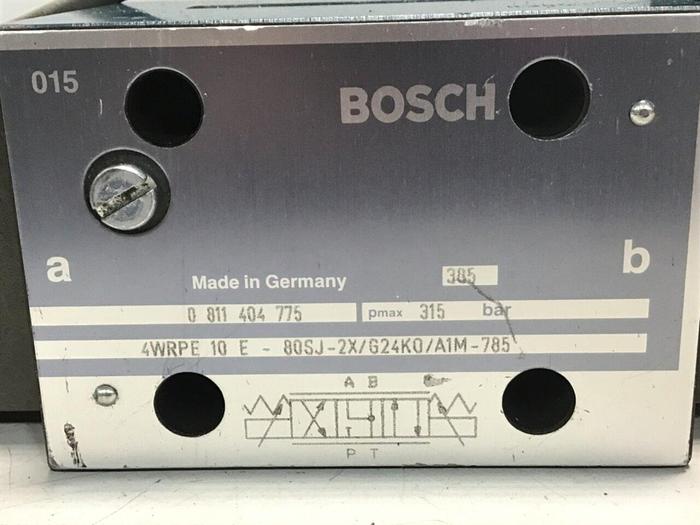 015
BOSCH
a
b
Made in Germany
385
0 811 404 775
pmax 315 bar
4WRPE 10 E - 80SJ-2X/G24K0/A1M-785
A B
P T